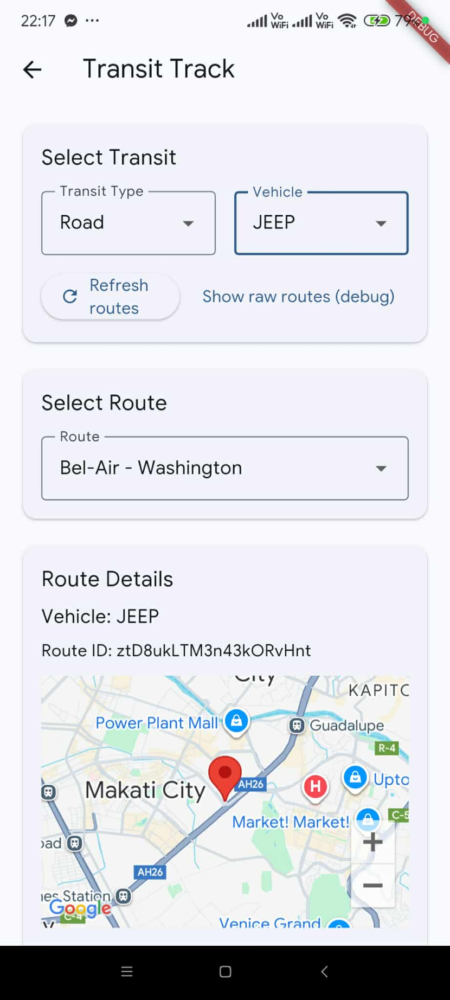 22:17 ... Vo WiFi Vo WiFi 79%
DEBUG
Transit Track
Select Transit
Transit Type
Vehicle
Road
JEEP
Refresh routes
Show raw routes (debug)
Select Route
Route
Bel-Air - Washington
Route Details
Vehicle: JEEP
Route ID: ztD8ukLTM3n43kORvHnt
City
KAPITO
Power Plant Mall
Guadalupe
R-4
Makati City
AH26
H
Upto
Market! Market!
C-5
oad
+
AH26
−
nes Station
Google
C-4
Venice Grand